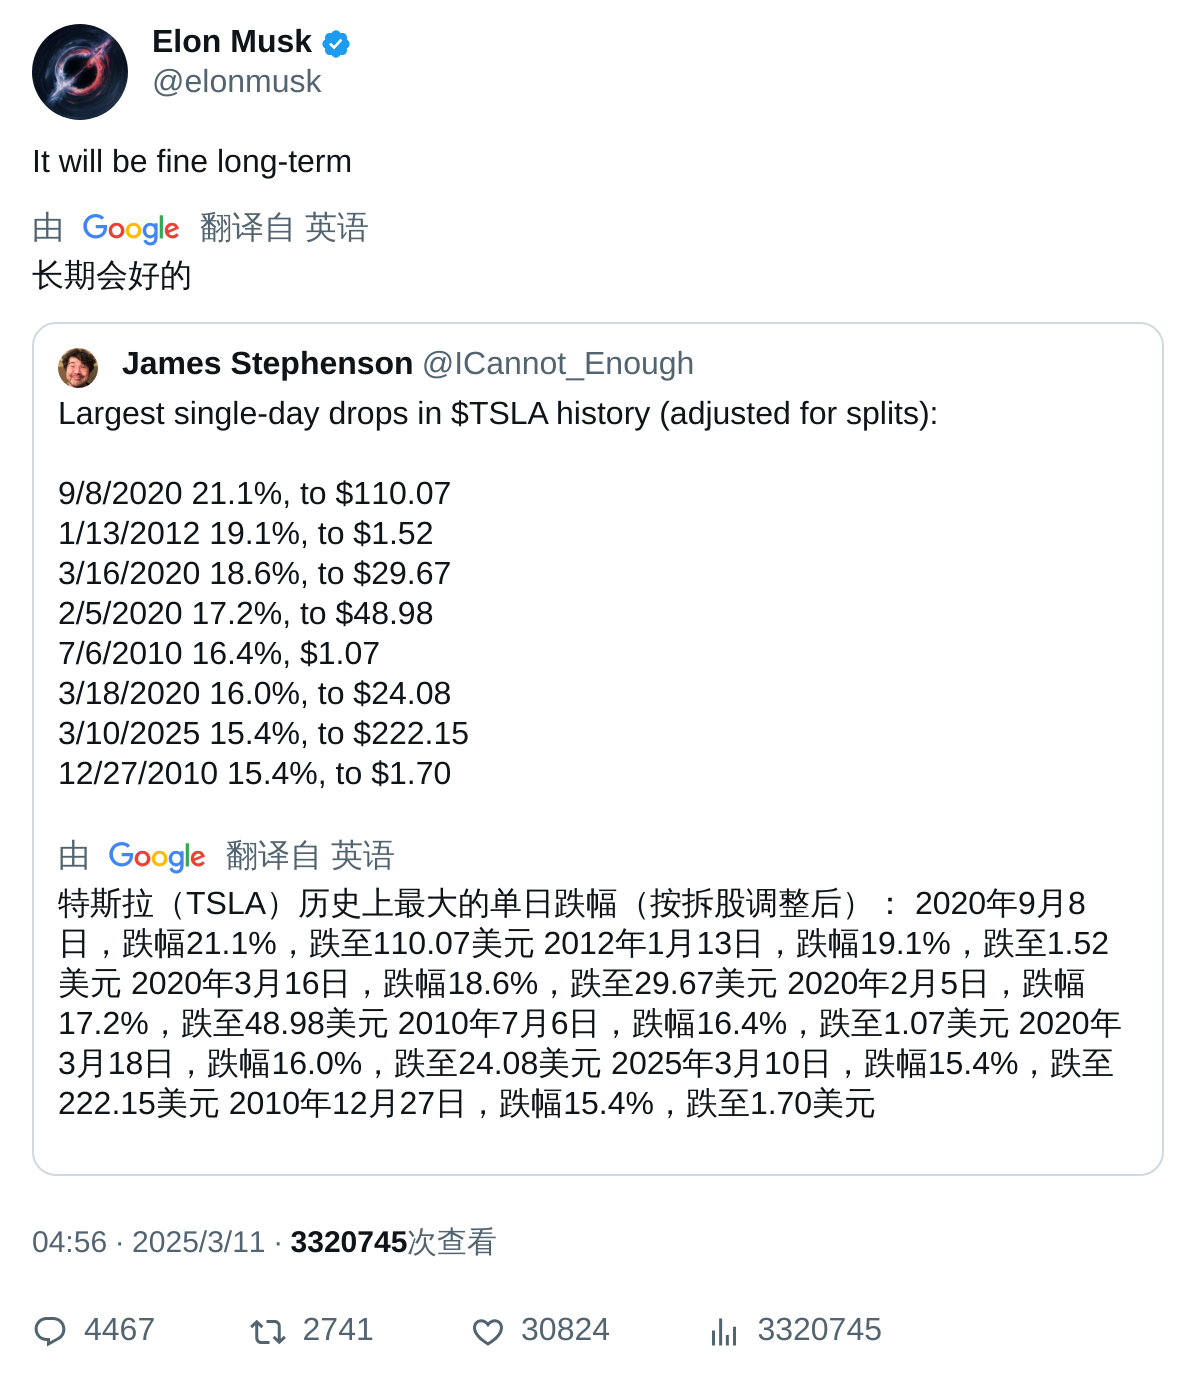 Elon Musk
@elonmusk
It will be fine long-term
由 Google 翻译自 英语
长期会好的
James Stephenson @ICannot_Enough
Largest single-day drops in $TSLA history (adjusted for splits):
9/8/2020 21.1%, to $110.07
1/13/2012 19.1%, to $1.52
3/16/2020 18.6%, to $29.67
2/5/2020 17.2%, to $48.98
7/6/2010 16.4%, $1.07
3/18/2020 16.0%, to $24.08
3/10/2025 15.4%, to $222.15
12/27/2010 15.4%, to $1.70
由 Google 翻译自 英语
特斯拉（TSLA）历史上最大的单日跌幅（按拆股调整后）： 2020年9月8
日，跌幅21.1%，跌至110.07美元 2012年1月13日，跌幅19.1%，跌至1.52
美元 2020年3月16日，跌幅18.6%，跌至29.67美元 2020年2月5日，跌幅
17.2%，跌至48.98美元 2010年7月6日，跌幅16.4%，跌至1.07美元 2020年
3月18日，跌幅16.0%，跌至24.08美元 2025年3月10日，跌幅15.4%，跌至
222.15美元 2010年12月27日，跌幅15.4%，跌至1.70美元
04:56 · 2025/3/11 · 3320745次查看
4467 2741 30824 3320745